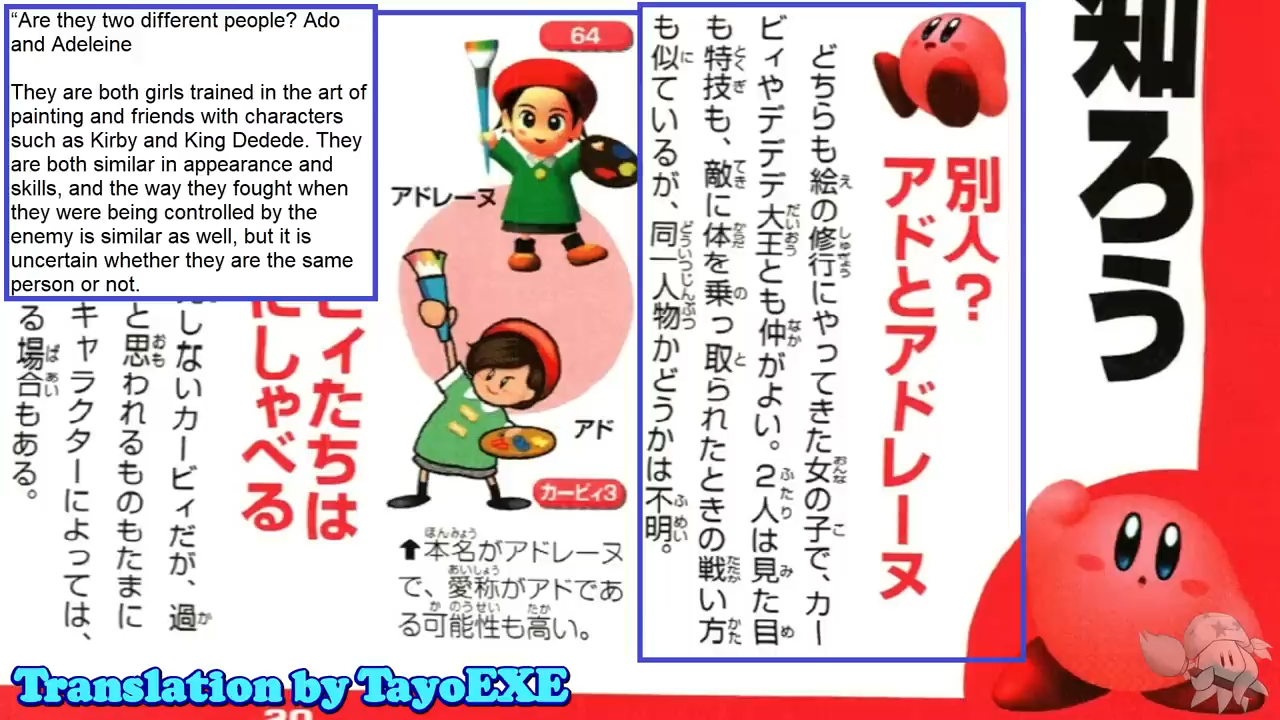 “Are they two different people? Ado
and Adeleine
They are both girls trained in the art of
painting and friends with characters
such as Kirby and King Dedede. They
are both similar in appearance and
skills, and the way they fought when
they were being controlled by the
enemy is similar as well, but it is
uncertain whether they are the same
person or not.
知ろう
別人?
アドとアドレーヌ
どちらも絵の修行にやってきた女の子で、カー
ビィやデデデ大王とも仲がよい。2人は見た目
も特技も、敵に体を乗っ取られたときの戦い方
も似ているが、同一人物かどうかは不明。
64
アドレーヌ
アド
カービィ3
⬆本名がアドレーヌ
で、愛称がアドであ
る可能性も高い。
ビィたちは
にしゃべる
しないカービィだが、過
と思われるものもたまに
キャラクターによっては、
る場合もある。
Translation by TayoEXE